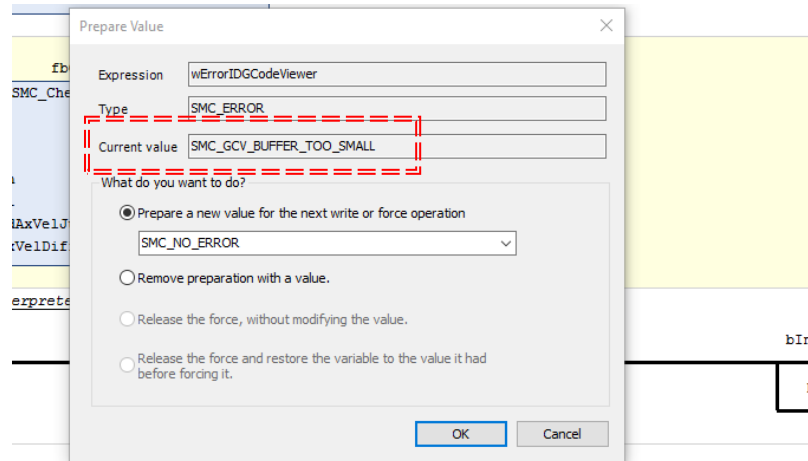 Prepare Value
fb
Expression wErrorIDGCodeViewer
SMC_Che
Type SMC_ERROR
Current value SMC_GCV_BUFFER_TOO_SMALL
What do you want to do?
Prepare a new value for the next write or force operation
dAxVelJ
SMC_NO_ERROR
VelDif
Remove preparation with a value.
erprete
Release the force, without modifying the value.
bIn
Release the force and restore the variable to the value it had
before forcing it.
OK Cancel